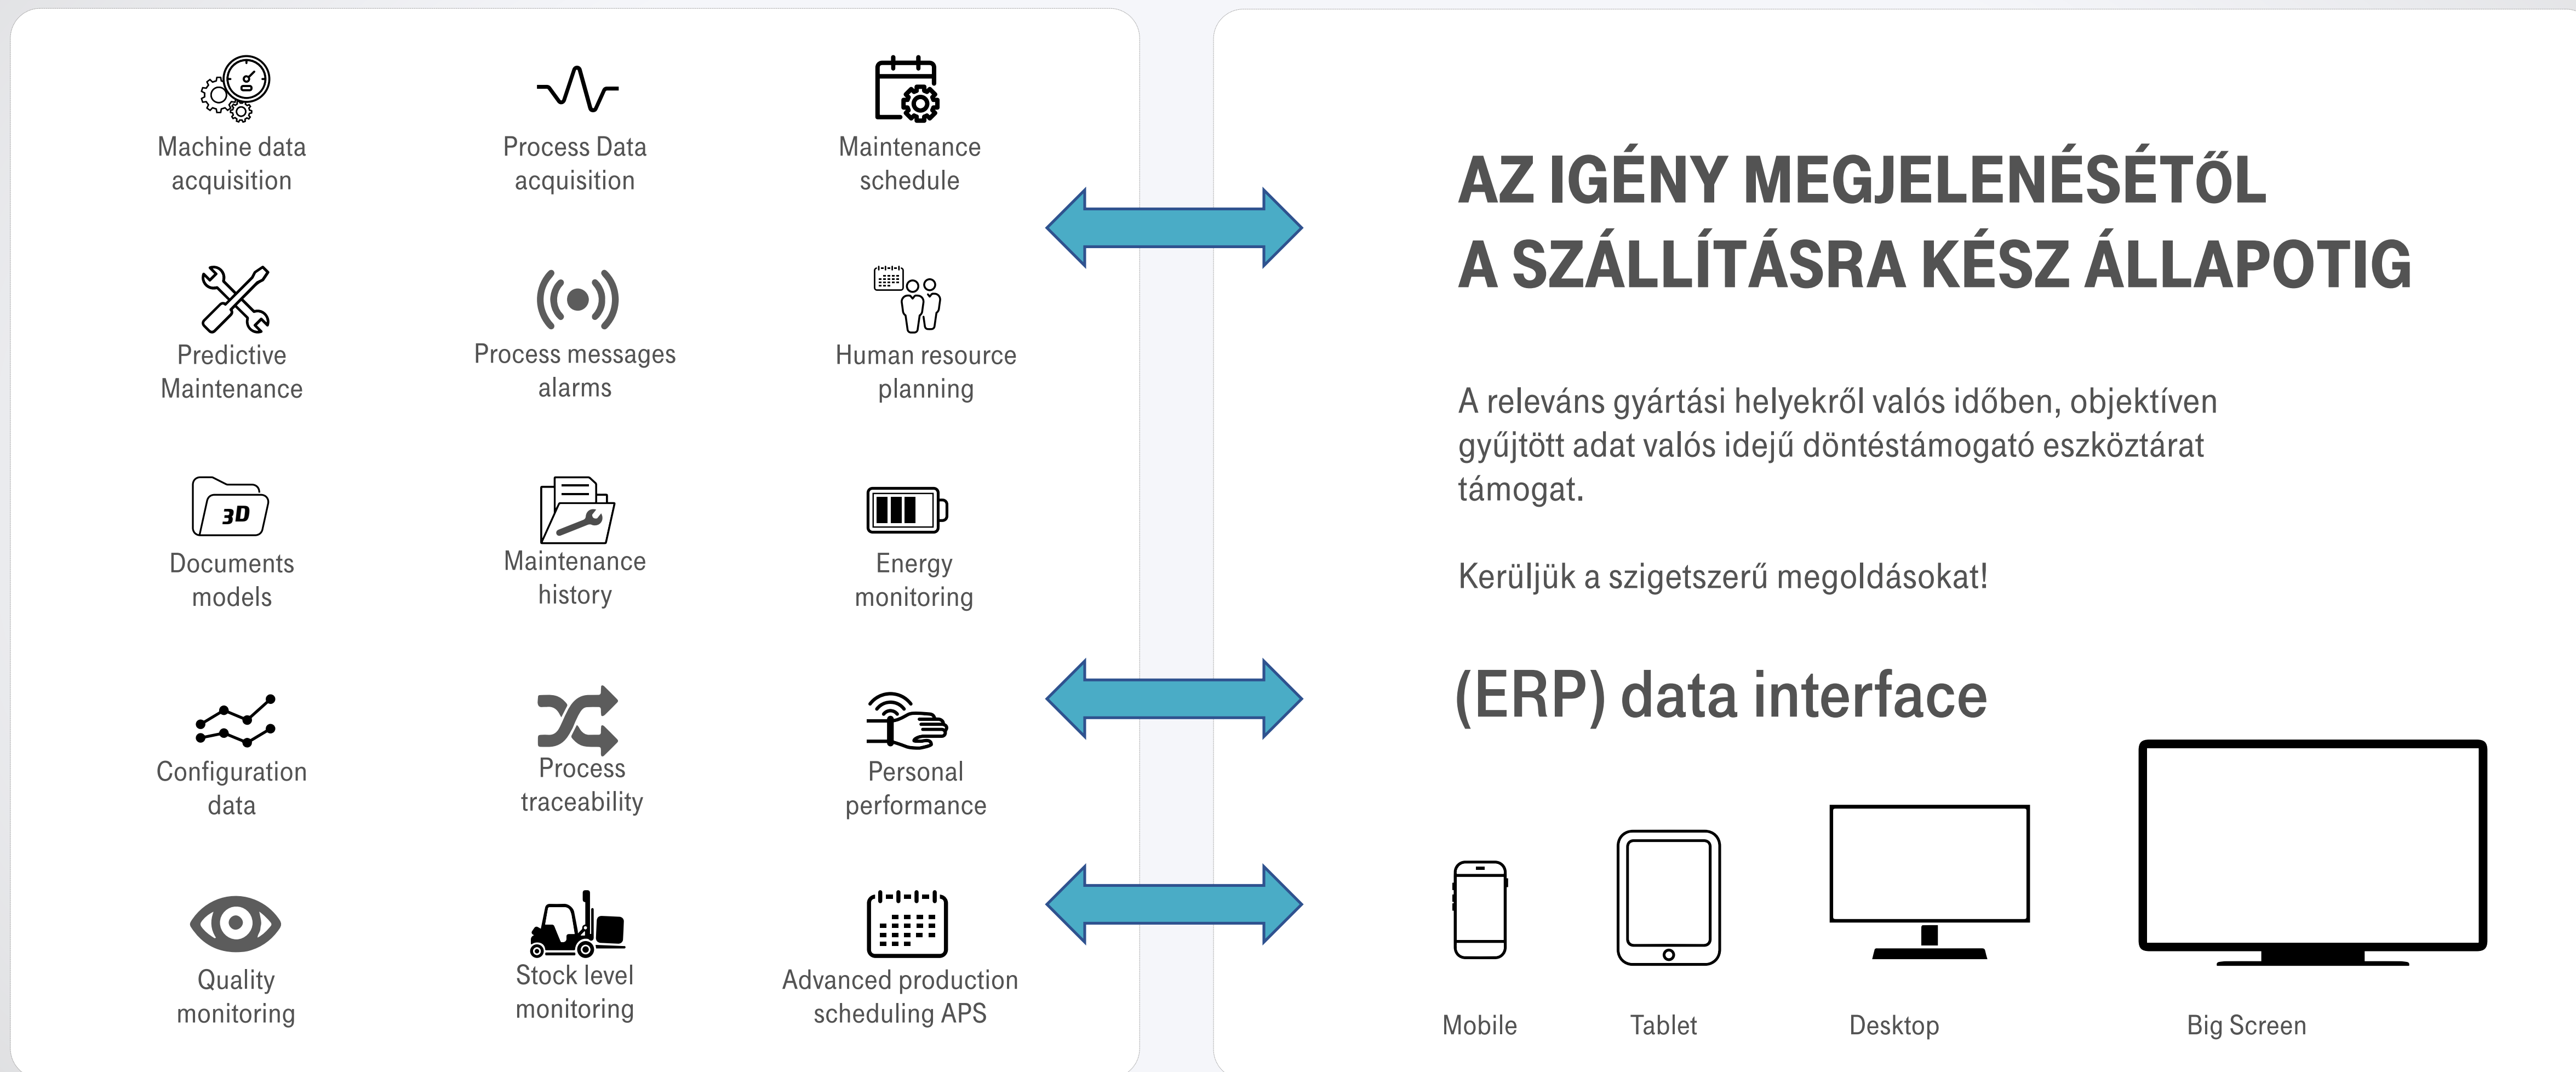 Machine data
acquisition
Process Data
acquisition
Maintenance
schedule
Predictive
Maintenance
Process messages
alarms
Human resource
planning
3D
Documents
models
Maintenance
history
Energy
monitoring
Configuration
data
Process
traceability
Personal
performance
Quality
monitoring
Stock level
monitoring
Advanced production
scheduling APS
AZ IGÉNY MEGJELENÉSÉTŐL
A SZÁLLÍTÁSRA KÉSZ ÁLLAPOTIG
A releváns gyártási helyekről valós időben, objektíven
gyűjtött adat valós idejű döntéstámogató eszköztárat
támogat.
Kerüljük a szigetszerű megoldásokat!
(ERP) data interface
Mobile
Tablet
Desktop
Big Screen